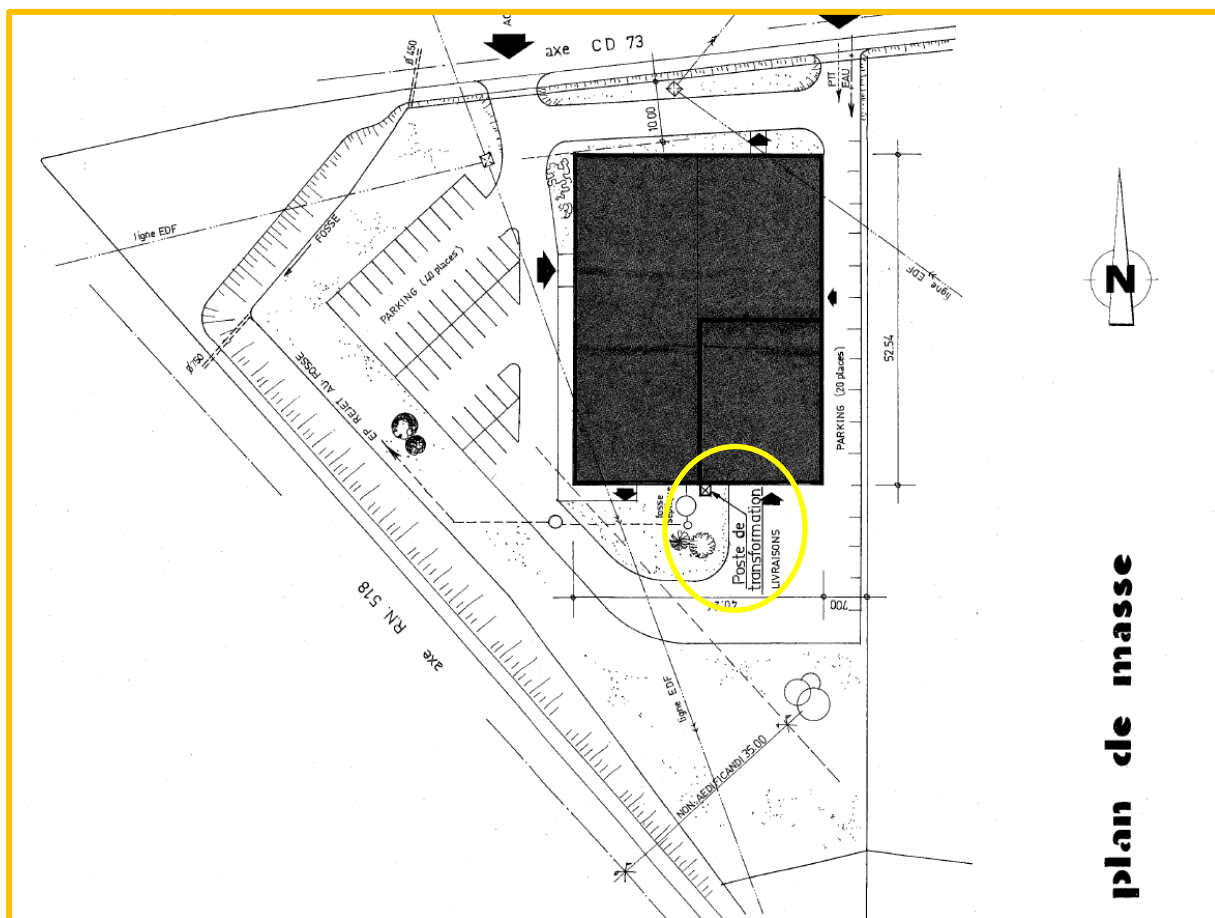 AC
axe CD 73
Ø 450
PTT
EAU
10.00
ligne EDF
FOSSE
PARKING (40 places)
ligne EDF
N
52.54
PARKING (20 places)
Ø 750
EP REJET AU FOSSE
fosse
Poste de
transformation
LIVRAISONS
700
RN. 518
axe
ligne EDF
NON. AEDIFICANDI 35.00
plan de masse